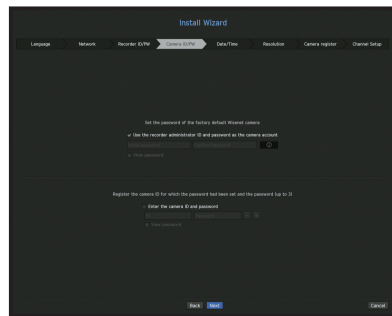 Install Wizard
Language Network Recorder ID/PW Camera ID/PW Date/Time Resolution Camera register Channel Setup
Set the password of the factory default Wisenet camera
Use the recorder administrator ID and password as the camera account
View password
Register the camera ID for which the password had been set and the password (up to 3)
Enter the camera ID and password
ID Password
View password
Back Next Cancel